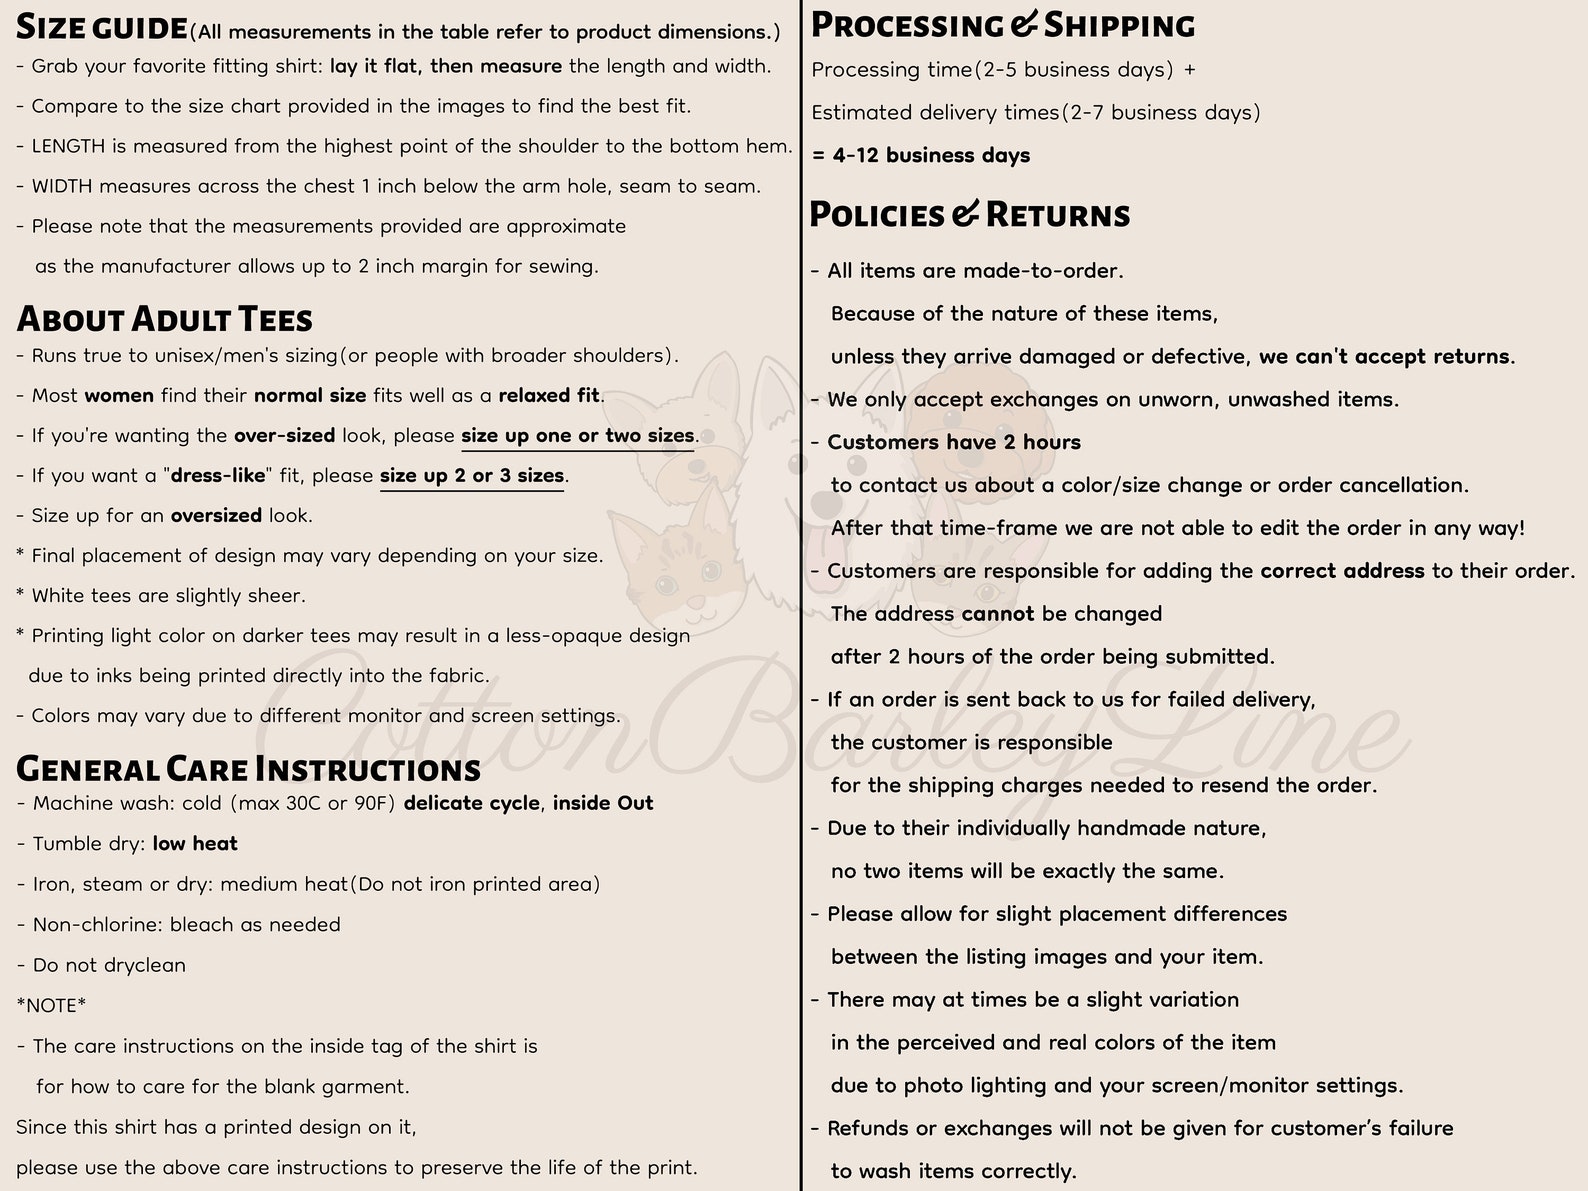 Size guide(All measurements in the table refer to product dimensions.)
- Grab your favorite fitting shirt: lay it flat, then measure the length and width.
- Compare to the size chart provided in the images to find the best fit.
- LENGTH is measured from the highest point of the shoulder to the bottom hem.
- WIDTH measures across the chest 1 inch below the arm hole, seam to seam.
- Please note that the measurements provided are approximate
as the manufacturer allows up to 2 inch margin for sewing.
About Adult Tees
- Runs true to unisex/men's sizing(or people with broader shoulders).
- Most women find their normal size fits well as a relaxed fit.
- If you're wanting the over-sized look, please size up one or two sizes.
- If you want a "dress-like" fit, please size up 2 or 3 sizes.
- Size up for an oversized look.
* Final placement of design may vary depending on your size.
* White tees are slightly sheer.
* Printing light color on darker tees may result in a less-opaque design
due to inks being printed directly into the fabric.
- Colors may vary due to different monitor and screen settings.
General Care Instructions
- Machine wash: cold (max 30C or 90F) delicate cycle, inside Out
- Tumble dry: low heat
- Iron, steam or dry: medium heat(Do not iron printed area)
- Non-chlorine: bleach as needed
- Do not dryclean
*NOTE*
- The care instructions on the inside tag of the shirt is
for how to care for the blank garment.
Since this shirt has a printed design on it,
please use the above care instructions to preserve the life of the print.
Processing & Shipping
Processing time(2-5 business days) +
Estimated delivery times(2-7 business days)
= 4-12 business days
Policies & Returns
- All items are made-to-order.
Because of the nature of these items,
unless they arrive damaged or defective, we can't accept returns.
- We only accept exchanges on unworn, unwashed items.
- Customers have 2 hours
to contact us about a color/size change or order cancellation.
After that time-frame we are not able to edit the order in any way!
- Customers are responsible for adding the correct address to their order.
The address cannot be changed
after 2 hours of the order being submitted.
- If an order is sent back to us for failed delivery,
the customer is responsible
for the shipping charges needed to resend the order.
- Due to their individually handmade nature,
no two items will be exactly the same.
- Please allow for slight placement differences
between the listing images and your item.
- There may at times be a slight variation
in the perceived and real colors of the item
due to photo lighting and your screen/monitor settings.
- Refunds or exchanges will not be given for customer's failure
to wash items correctly.
CottonBarleyLine